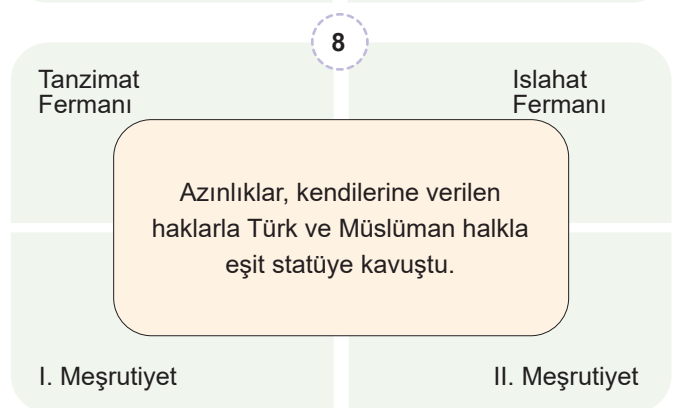 8
Tanzimat
Fermanı
Islahat
Fermanı
Azınlıklar, kendilerine verilen
haklarla Türk ve Müslüman halkla
eşit statüye kavuştu.
I. Meşrutiyet
II. Meşrutiyet